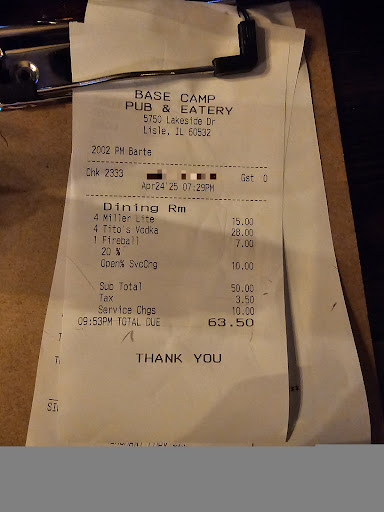 BASE CAMP
PUB & EATERY
5750 Lakeside Dr
Lisle, IL 60532
2002 PM Barte
Chk 2333 Gst 0
Apr24'25 07:29PM
Dining Rm
4 Miller Lite 15.00
4 Tito's Vodka 28.00
1 Fireball 7.00
20 %
Open% SvcChg 10.00
Sub Total 50.00
Tax 3.50
Service Chgs 10.00
09:53PM TOTAL DUE 63.50
THANK YOU